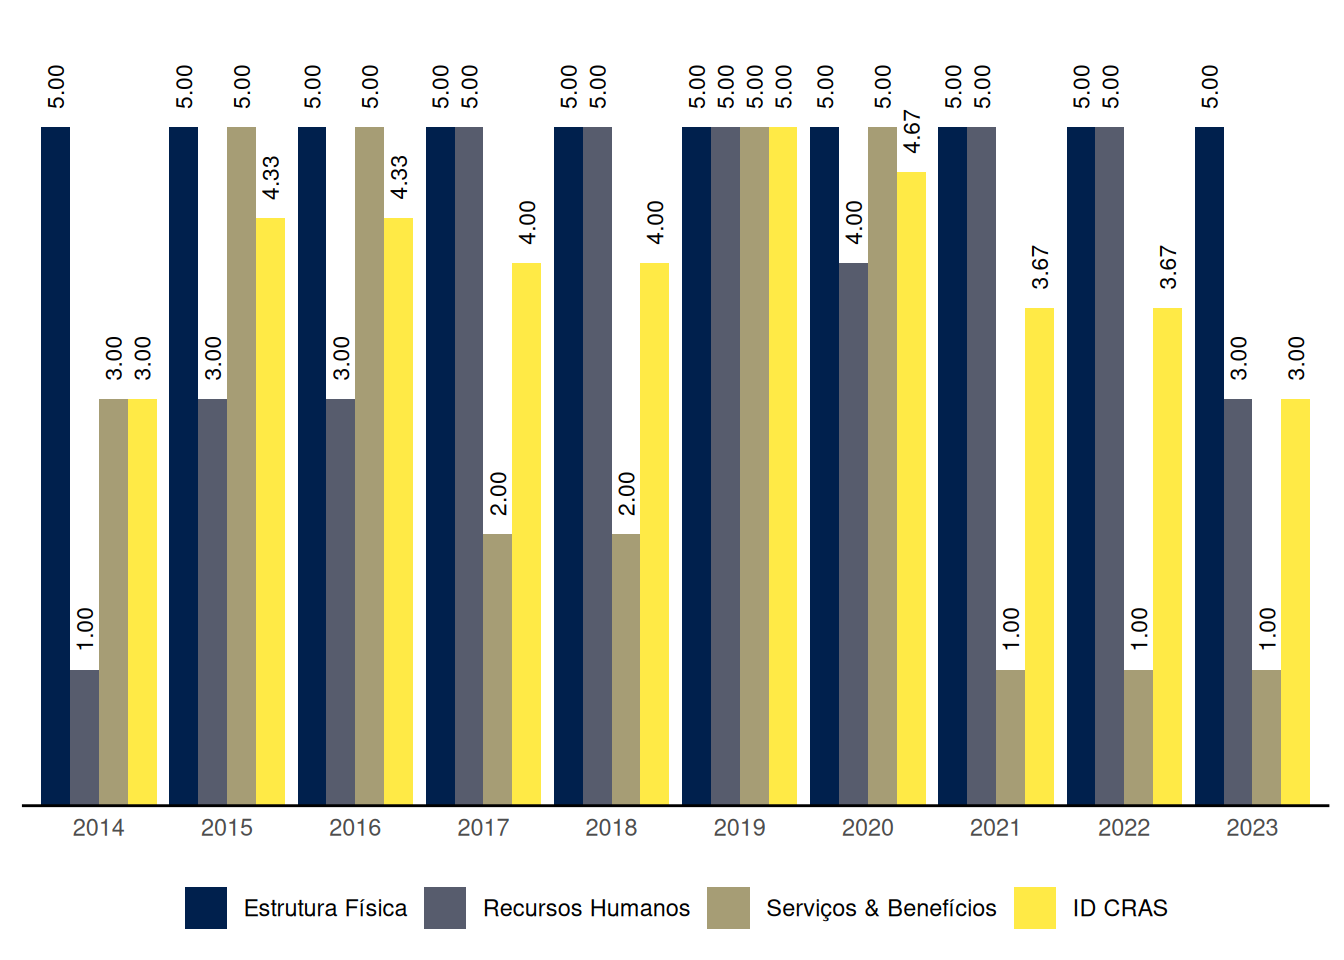 5.00 1.00 3.00 3.00
5.00 3.00 5.00 4.33
5.00 3.00 5.00 4.33
5.00 5.00 2.00 4.00
5.00 5.00 2.00 4.00
5.00 5.00 5.00 5.00
5.00 4.00 5.00 4.67
5.00 5.00 1.00 3.67
5.00 5.00 1.00 3.67
5.00 3.00 1.00 3.00
2014 2015 2016 2017 2018 2019 2020 2021 2022 2023
Estrutura Física Recursos Humanos Serviços & Benefícios ID CRAS